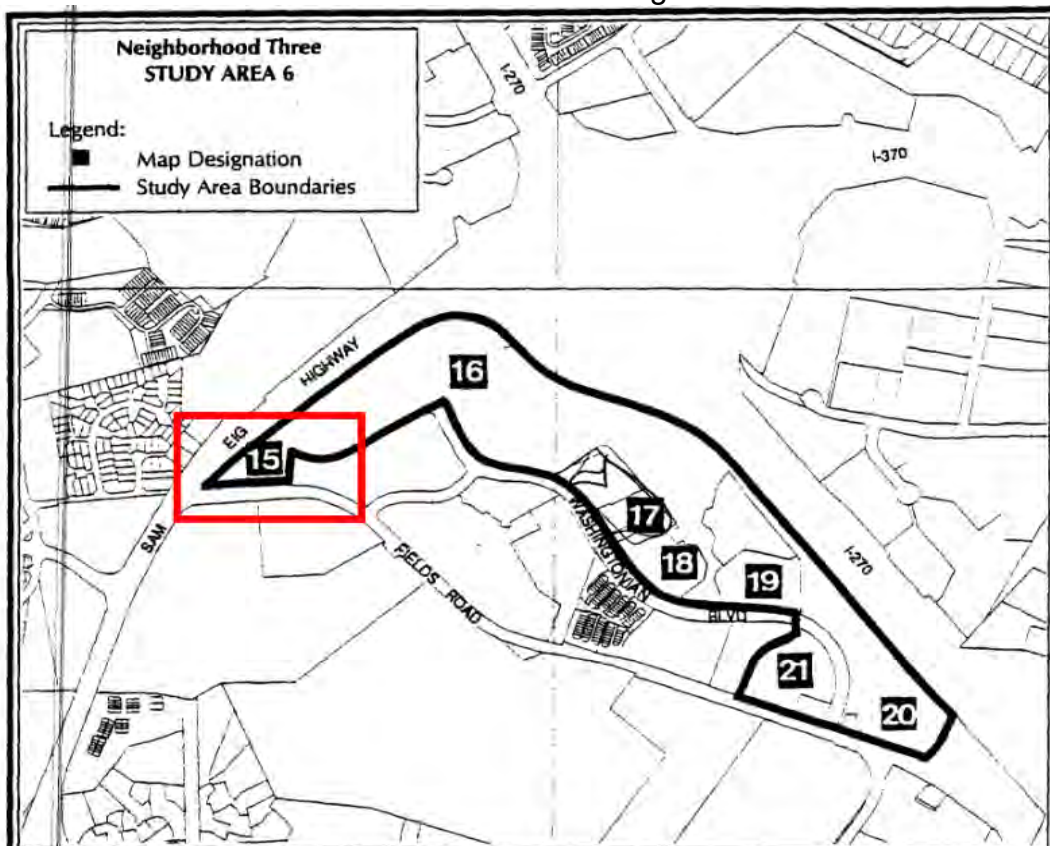 Neighborhood Three
STUDY AREA 6
Legend:
Map Designation
Study Area Boundaries
I-270
I-370
HIGHWAY
EIG
SAM
15
16
17
18
19
20
21
WASHINGTONIAN
BLVD
FIELDS
ROAD
I-270